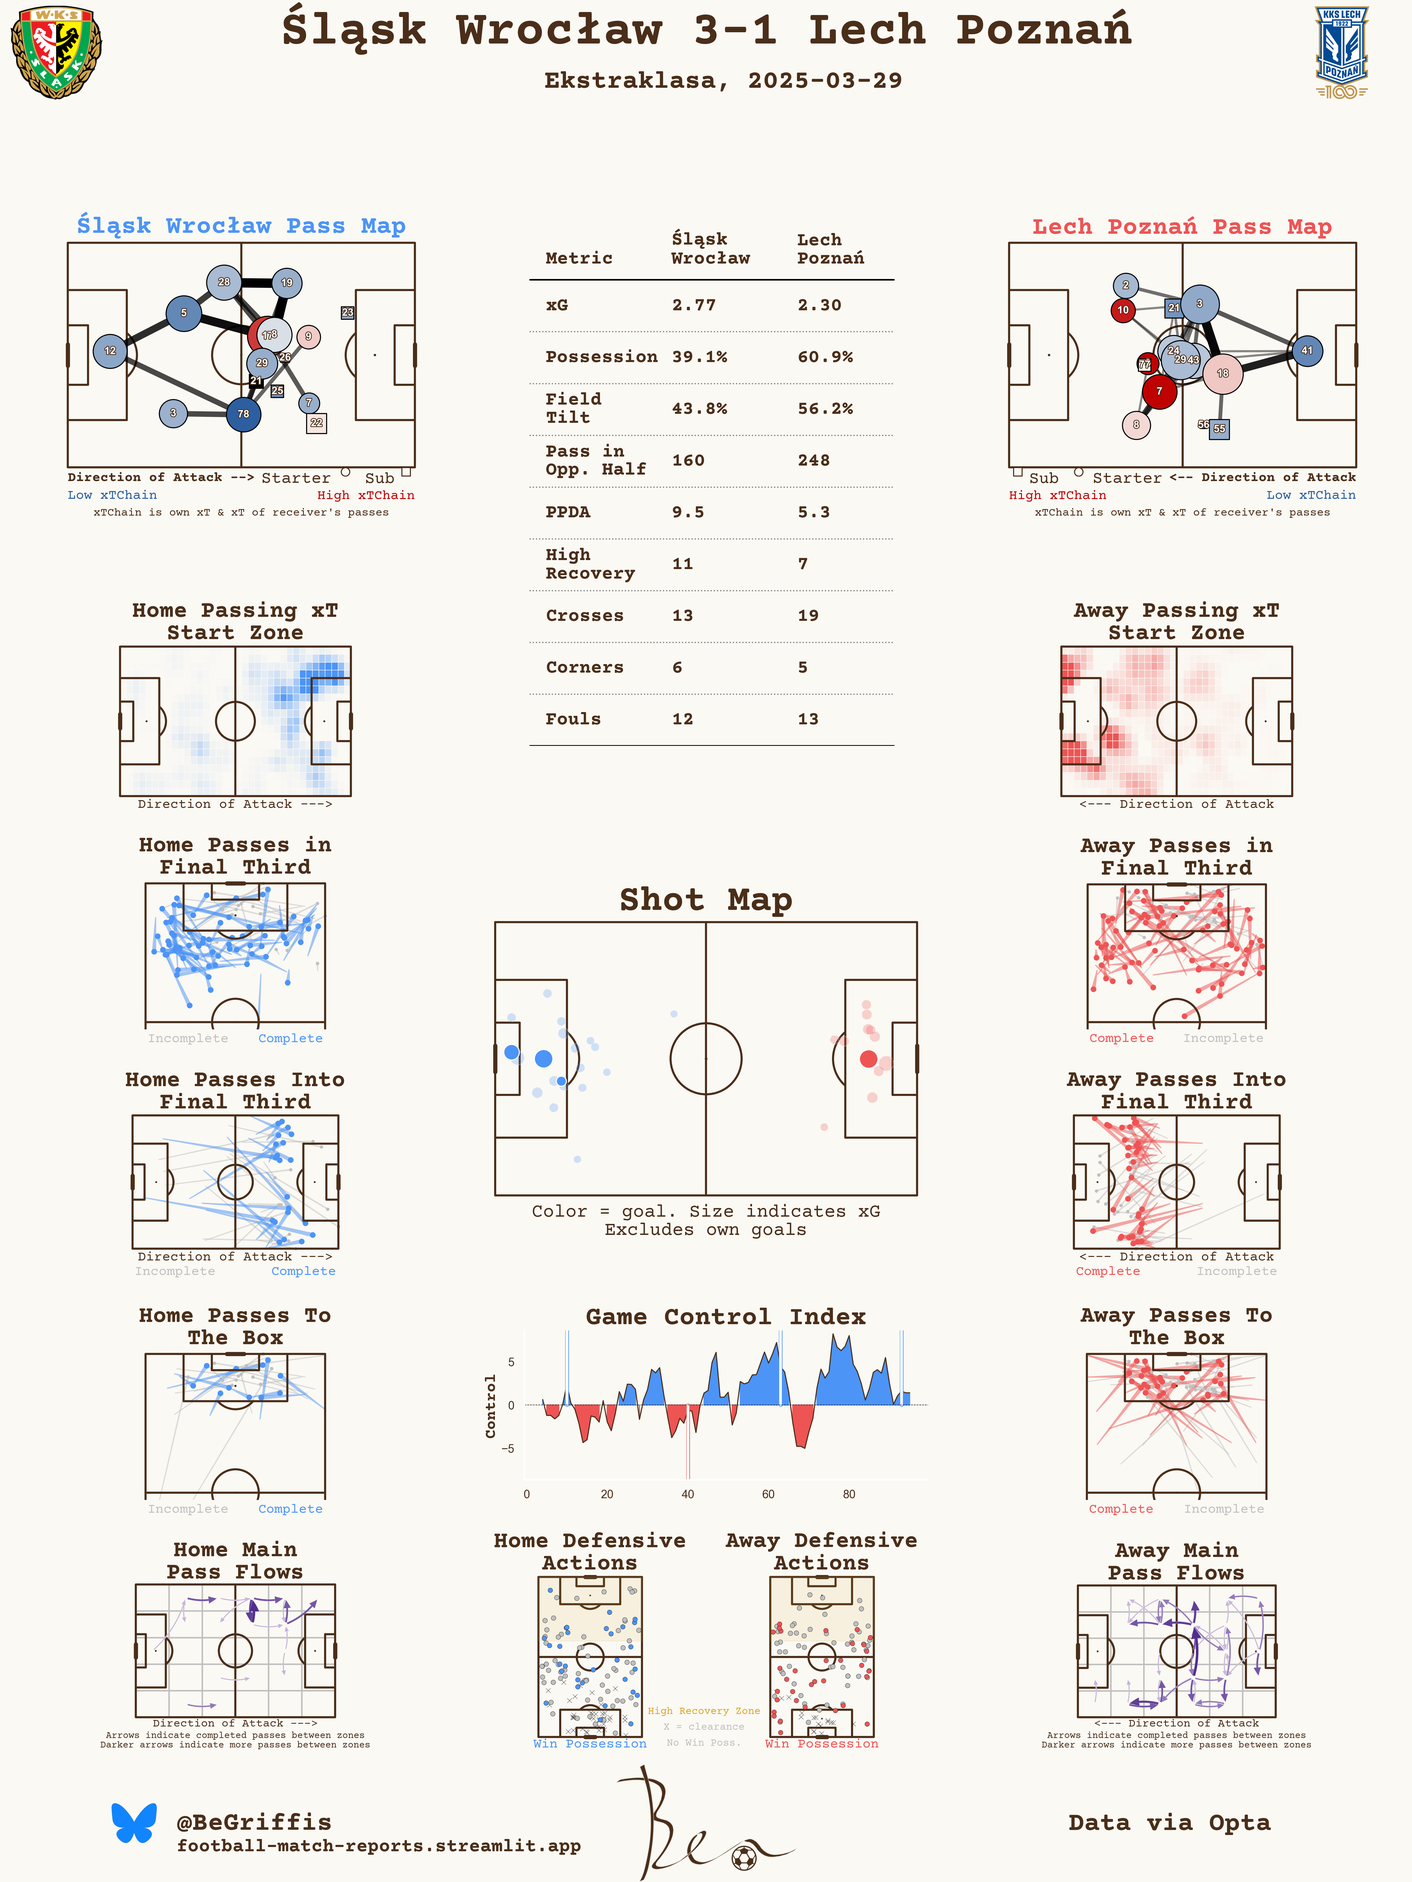 Śląsk Wrocław 3-1 Lech Poznań
Ekstraklasa, 2025-03-29
W·K·S
ŚLĄSK
KKS LECH
1922
POZNAŃ
100
Śląsk Wrocław Pass Map
28
19
5
17
8
9
23
12
29
26
21
25
3
78
7
22
Direction of Attack --> Starter Sub
Low xTChain High xTChain
xTChain is own xT & xT of receiver's passes
Metric Śląsk Wrocław Lech Poznań
xG 2.77 2.30
Possession 39.1% 60.9%
Field Tilt 43.8% 56.2%
Pass in Opp. Half 160 248
PPDA 9.5 5.3
High Recovery 11 7
Crosses 13 19
Corners 6 5
Fouls 12 13
Lech Poznań Pass Map
2
10
21
3
24
29
43
41
77
7
18
8
56
55
Sub Starter <-- Direction of Attack
High xTChain Low xTChain
xTChain is own xT & xT of receiver's passes
Home Passing xT
Start Zone
Direction of Attack --->
Away Passing xT
Start Zone
<--- Direction of Attack
Home Passes in
Final Third
Incomplete Complete
Away Passes in
Final Third
Complete Incomplete
Shot Map
Color = goal. Size indicates xG
Excludes own goals
Home Passes Into
Final Third
Direction of Attack --->
Incomplete Complete
Away Passes Into
Final Third
<--- Direction of Attack
Complete Incomplete
Game Control Index
Control
5
0
−5
0 20 40 60 80
Home Passes To
The Box
Incomplete Complete
Away Passes To
The Box
Complete Incomplete
Home Main
Pass Flows
Direction of Attack --->
Arrows indicate completed passes between zones
Darker arrows indicate more passes between zones
Home Defensive
Actions
Win Possession
Away Defensive
Actions
Win Possession
High Recovery Zone
X = clearance
No Win Poss.
Away Main
Pass Flows
<--- Direction of Attack
Arrows indicate completed passes between zones
Darker arrows indicate more passes between zones
@BeGriffis
football-match-reports.streamlit.app
Ben
Data via Opta